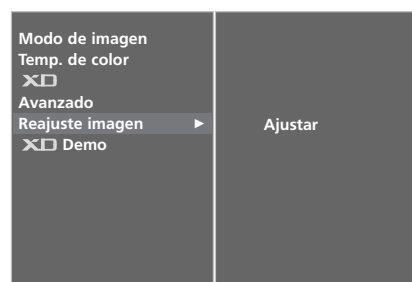 Modo de imagen
Temp. de color
XD
Avanzado
Reajuste imagen ►
XD Demo
Ajustar